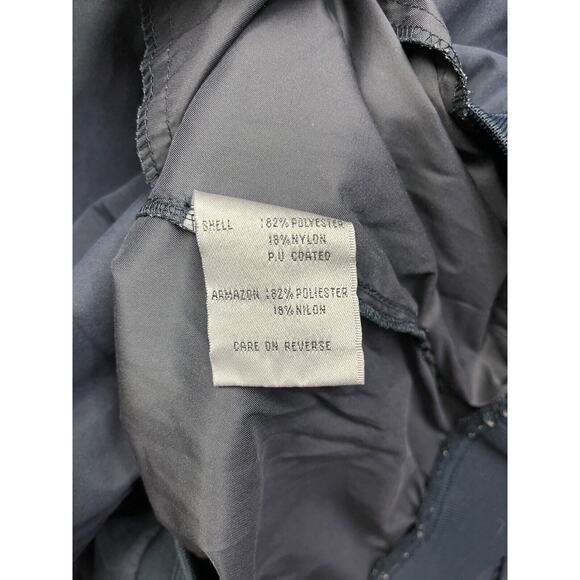 SHELL :82% POLYESTER
18% NYLON
P.U COATED
ARMAZON :82% POLIESTER
18% NILON
CARE ON REVERSE